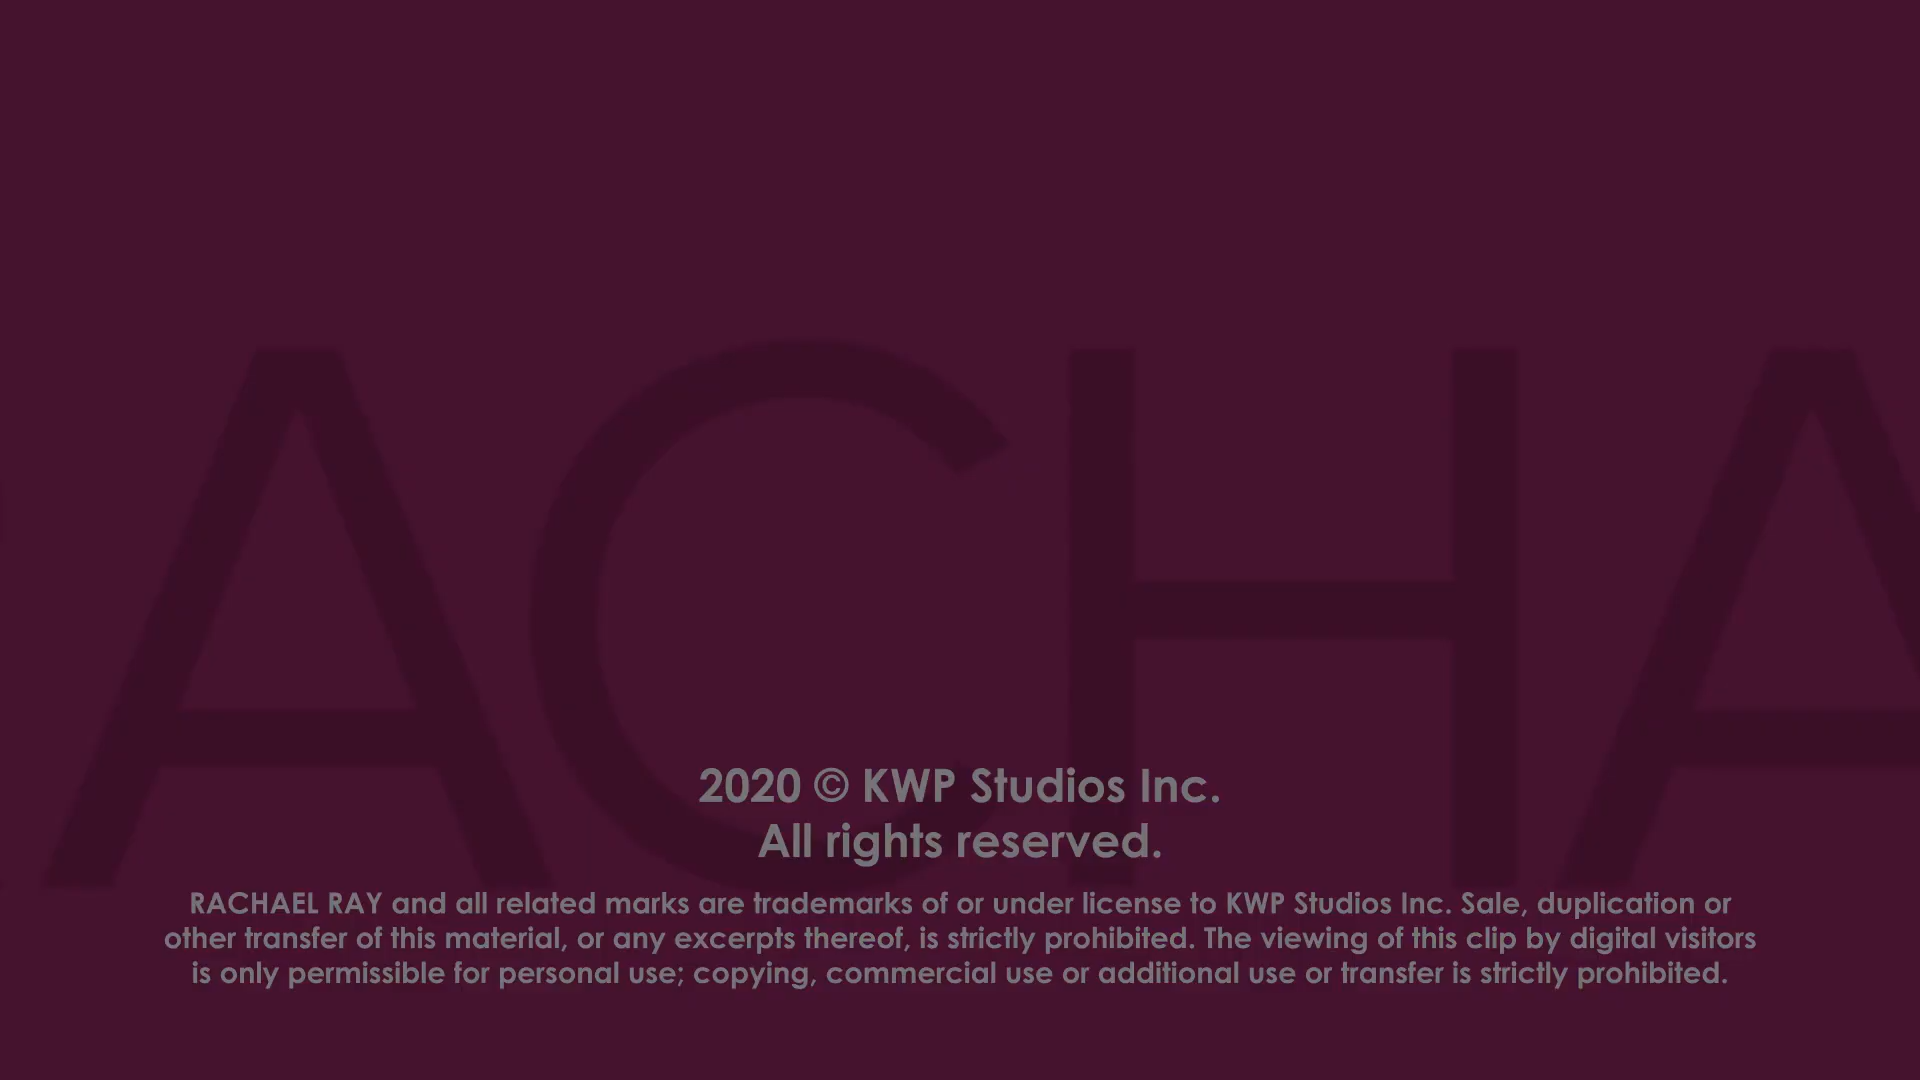 ACHA
2020 © KWP Studios Inc.
All rights reserved.
RACHAEL RAY and all related marks are trademarks of or under license to KWP Studios Inc. Sale, duplication or
other transfer of this material, or any excerpts thereof, is strictly prohibited. The viewing of this clip by digital visitors
is only permissible for personal use; copying, commercial use or additional use or transfer is strictly prohibited.